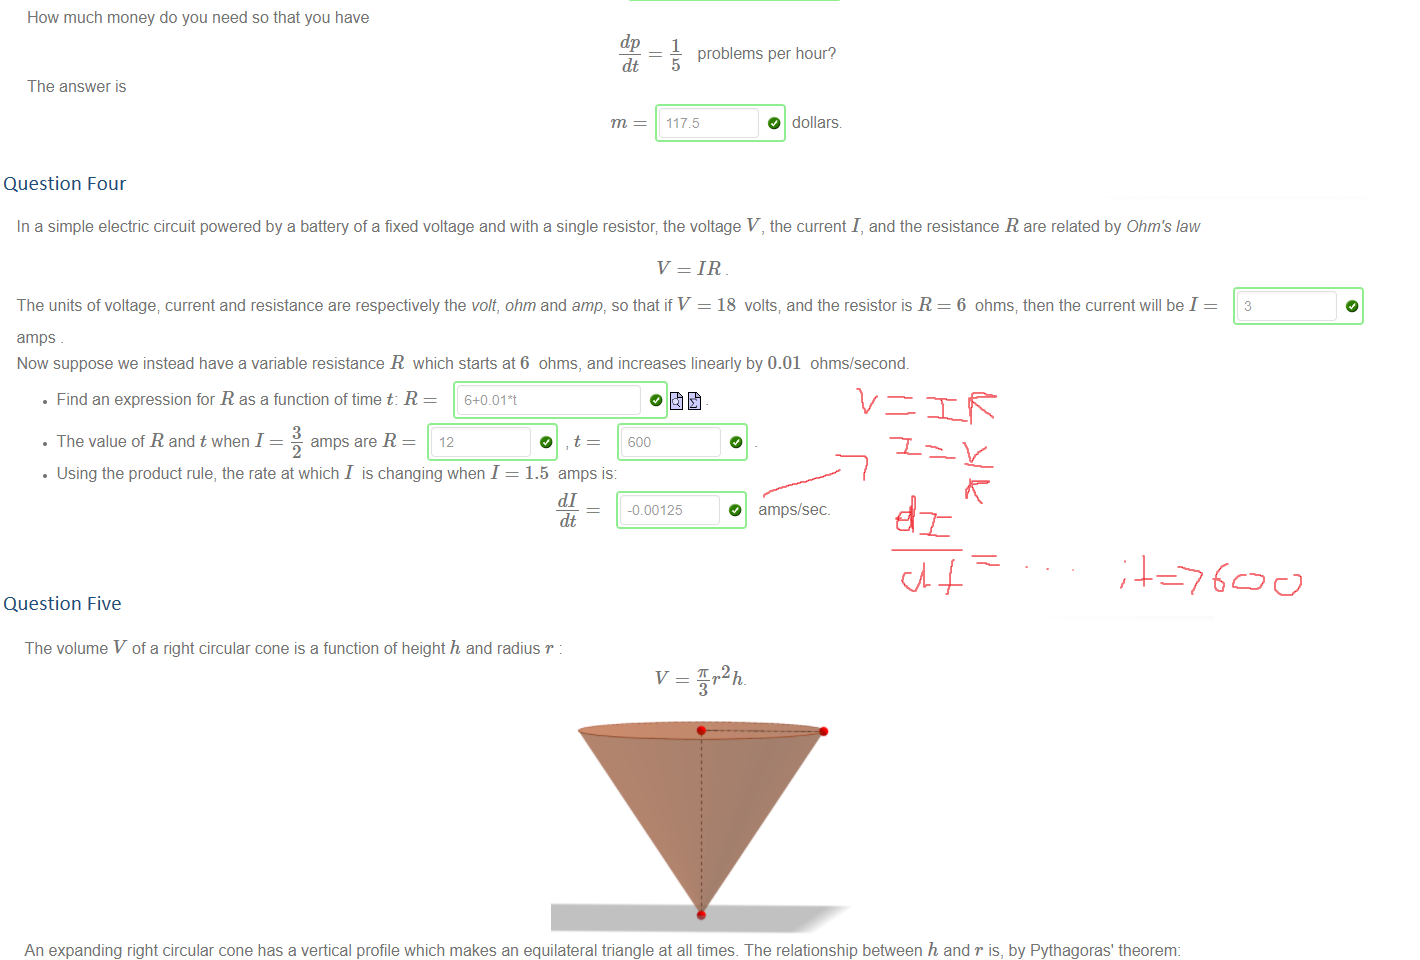 How much money do you need so that you have
dp/dt = 1/5 problems per hour?
The answer is
m = 117.5 dollars.
Question Four
In a simple electric circuit powered by a battery of a fixed voltage and with a single resistor, the voltage V, the current I, and the resistance R are related by Ohm's law
V = IR.
The units of voltage, current and resistance are respectively the volt, ohm and amp, so that if V = 18 volts, and the resistor is R = 6 ohms, then the current will be I = 3
amps .
Now suppose we instead have a variable resistance R which starts at 6 ohms, and increases linearly by 0.01 ohms/second.
• Find an expression for R as a function of time t: R = 6+0.01*t .
V = IR
• The value of R and t when I = 3/2 amps are R = 12 , t = 600 .
I = V/R
• Using the product rule, the rate at which I is changing when I = 1.5 amps is:
dI/dt = -0.00125 amps/sec.
dI/dt = .... ; t=7600
Question Five
The volume V of a right circular cone is a function of height h and radius r :
V = π/3 r²h.
An expanding right circular cone has a vertical profile which makes an equilateral triangle at all times. The relationship between h and r is, by Pythagoras' theorem: